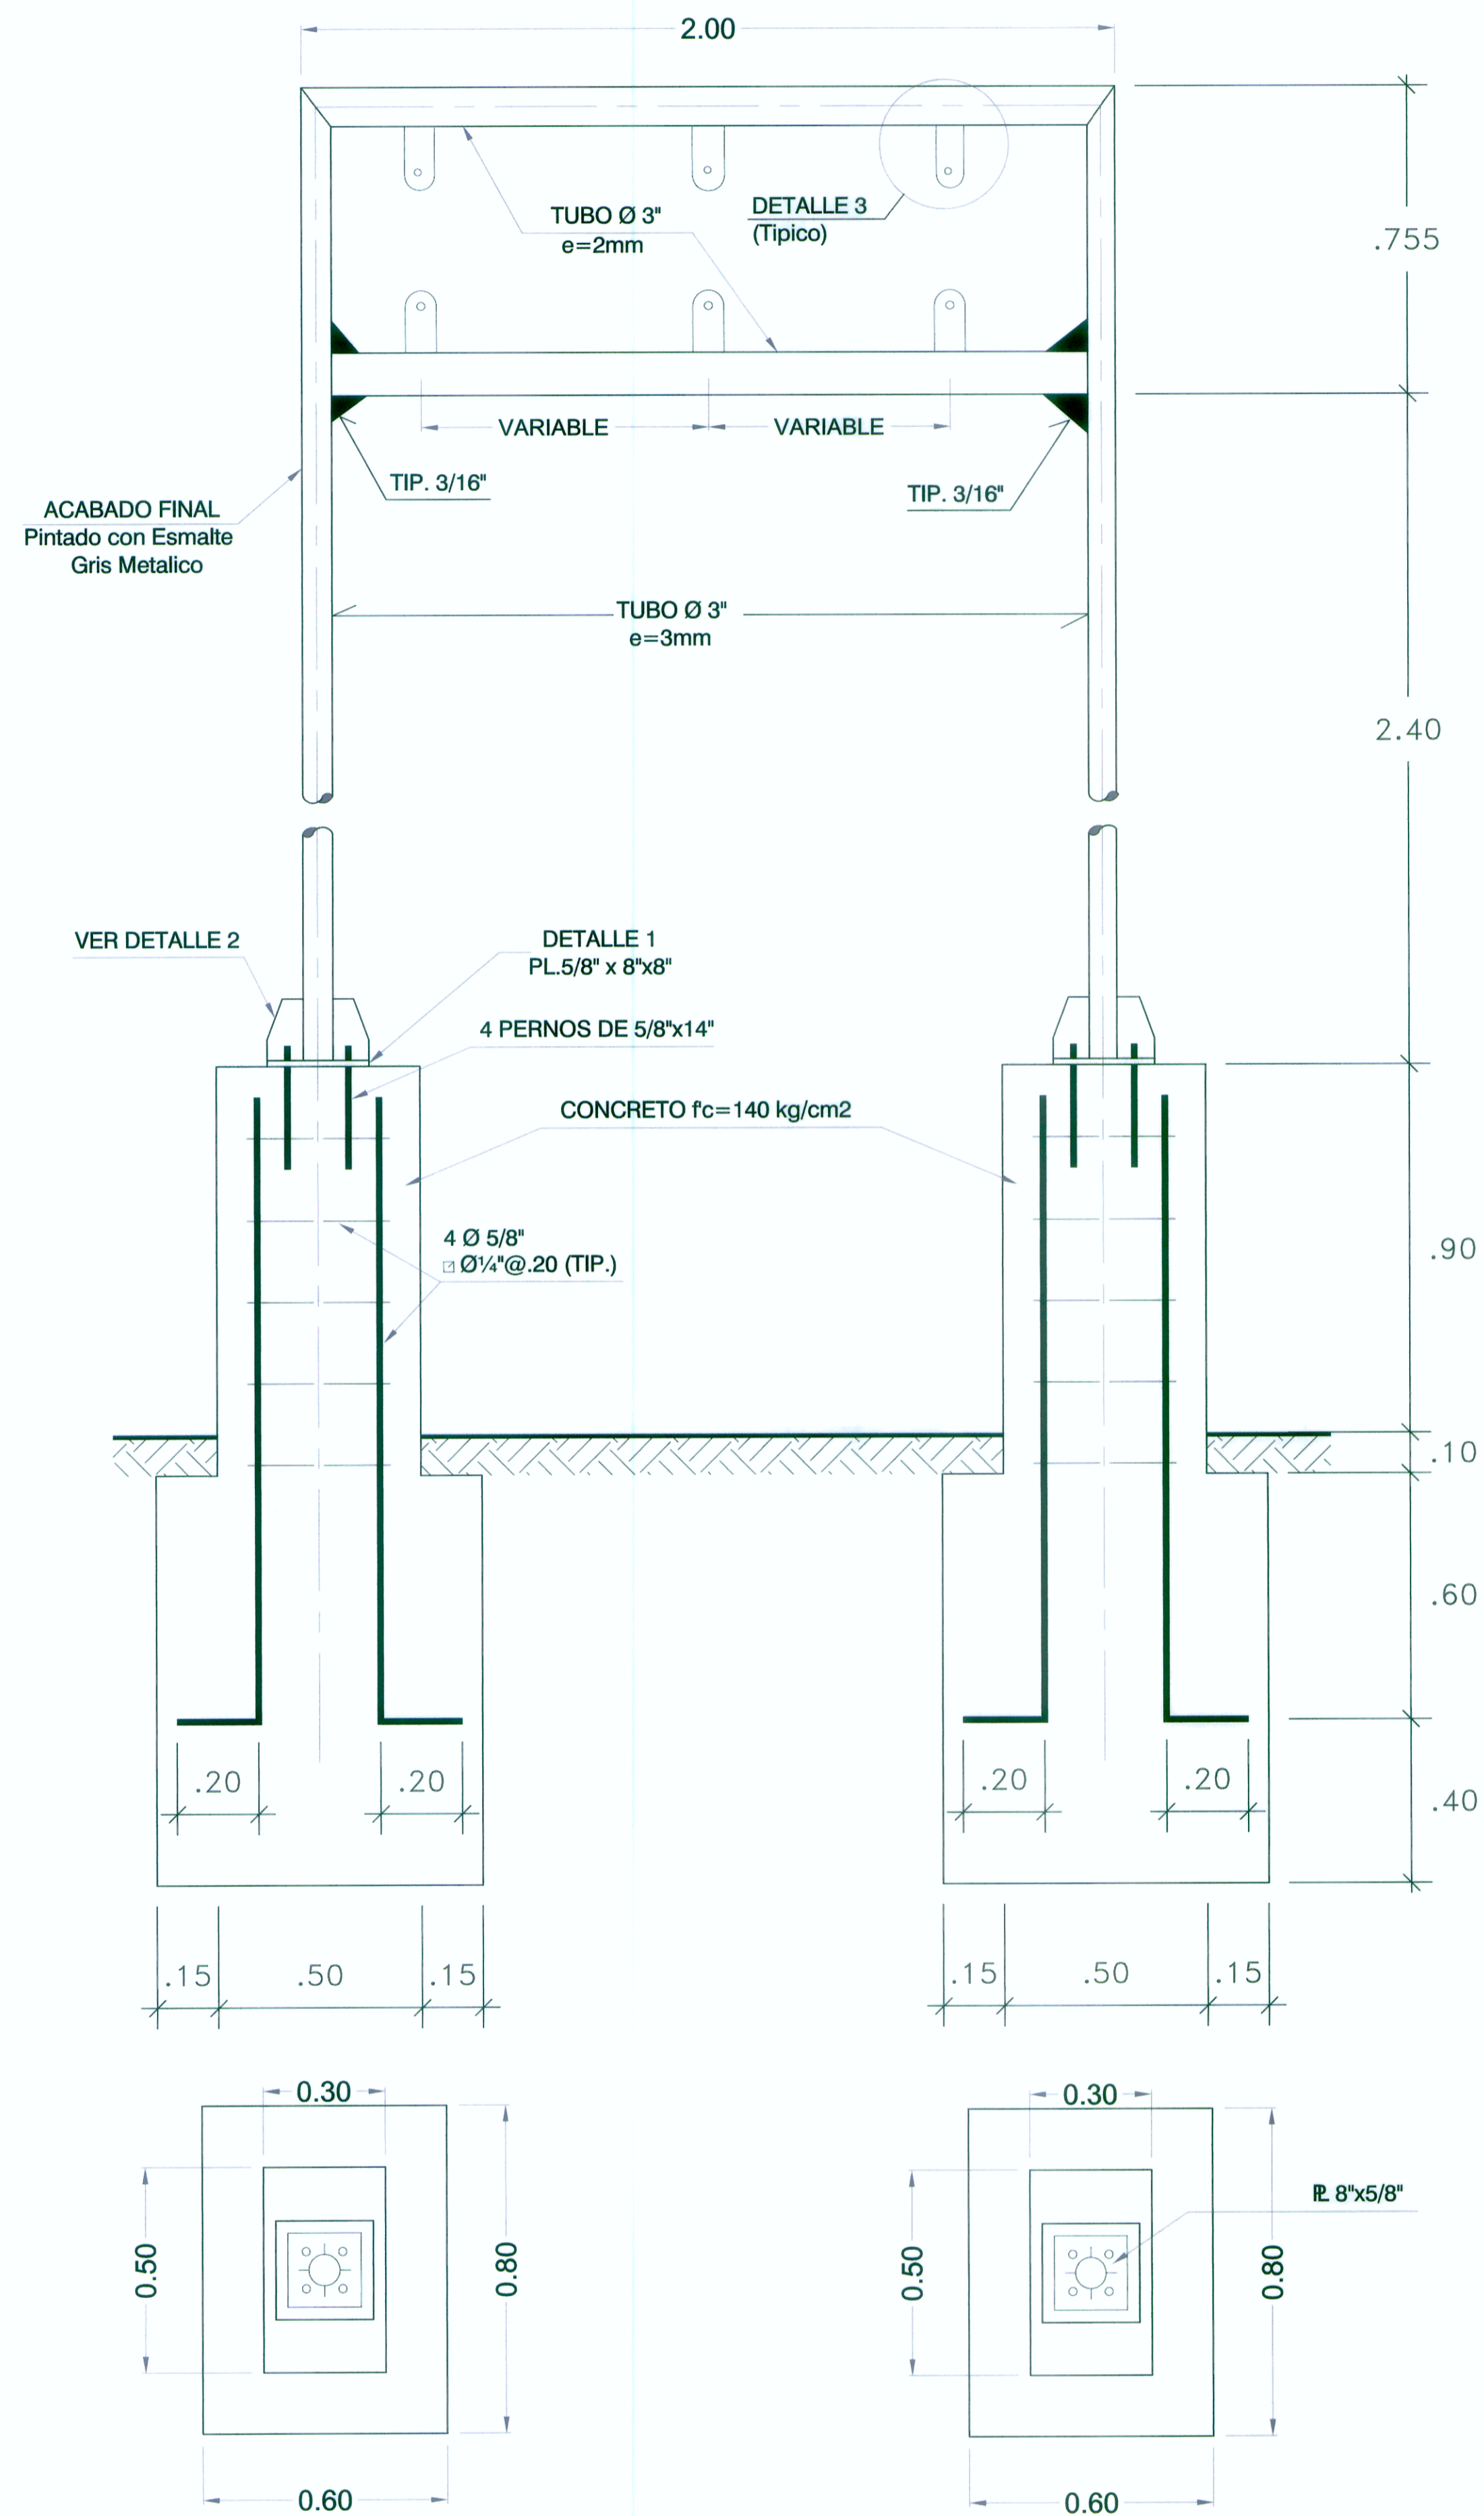 2.00
.755
TUBO Ø 3"
e=2mm
DETALLE 3
(Tipico)
VARIABLE
VARIABLE
TIP. 3/16"
TIP. 3/16"
ACABADO FINAL
Pintado con Esmalte
Gris Metalico
TUBO Ø 3"
e=3mm
2.40
VER DETALLE 2
DETALLE 1
PL.5/8" x 8"x8"
4 PERNOS DE 5/8"x14"
CONCRETO f'c=140 kg/cm2
4 Ø 5/8"
Ø¼"@.20 (TIP.)
.90
.10
.60
.20
.20
.20
.20
.40
.15
.50
.15
.15
.50
.15
0.30
0.50
0.80
0.60
0.30
0.50
0.80
PL 8"x5/8"
0.60